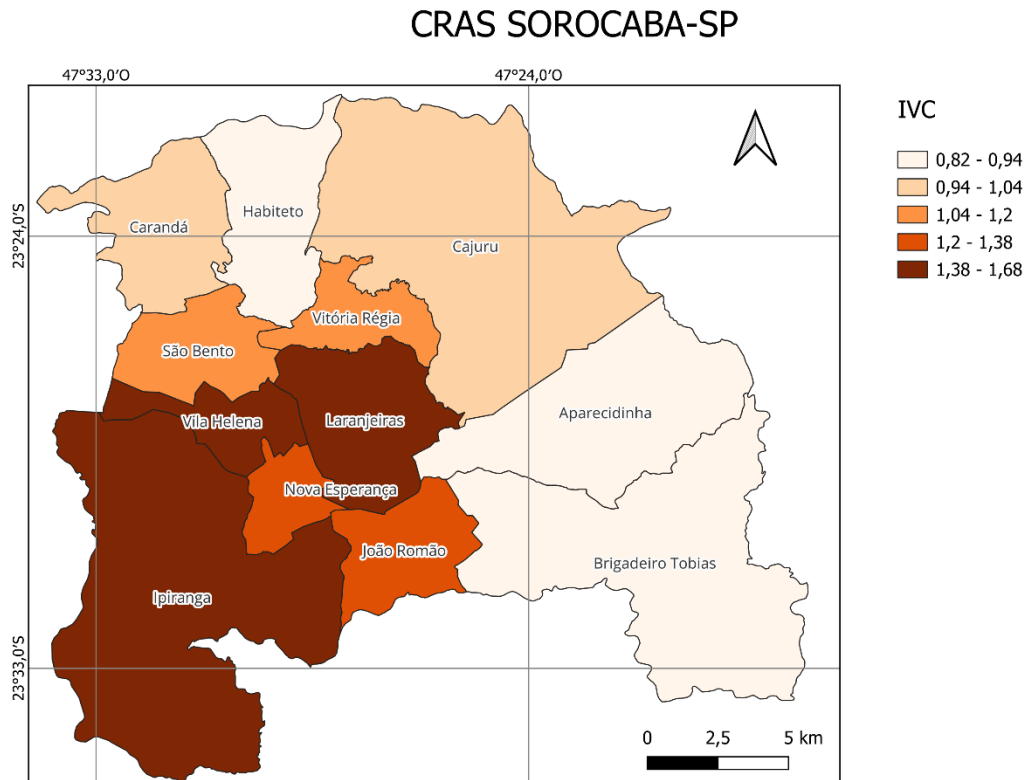 CRAS SOROCABA-SP
47°33,0'O
47°24,0'O
IVC
0,82 - 0,94
0,94 - 1,04
1,04 - 1,2
1,2 - 1,38
1,38 - 1,68
23°24,0'S
Habiteto
Carandá
Cajuru
Vitória Régia
São Bento
Aparecidinha
Vila Helena
Laranjeiras
Nova Esperança
João Romão
Brigadeiro Tobias
Ipiranga
23°33,0'S
0 2,5 5 km